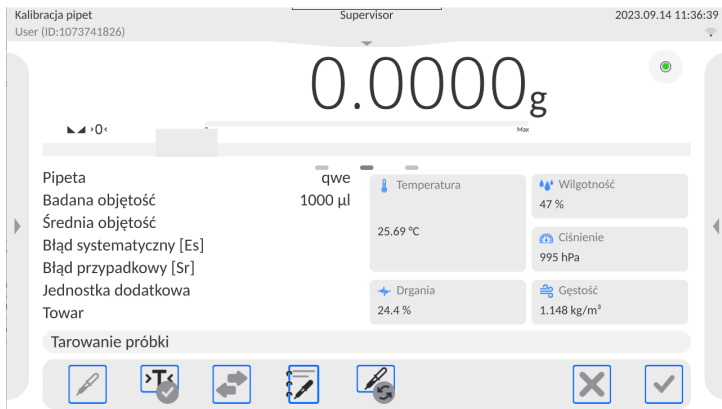 Kalibracja pipet Supervisor 2023.09.14 11:36:39
User (ID:1073741826)
0.0000g
›0‹
0 Max
Pipeta qwe
Badana objętość 1000 µl
Średnia objętość
Błąd systematyczny [Es]
Błąd przypadkowy [Sr]
Jednostka dodatkowa
Towar
Temperatura
25.69 °C
Wilgotność
47 %
Ciśnienie
995 hPa
Drgania
24.4 %
Gęstość
1.148 kg/m³
Tarowanie próbki
›T‹